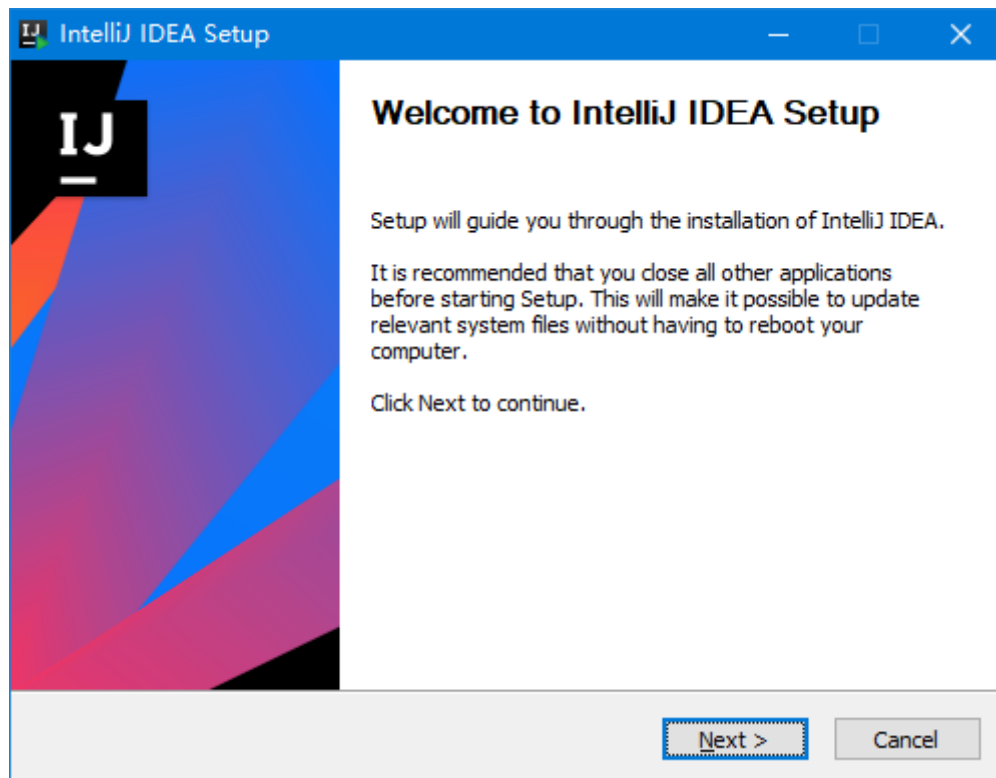 IntelliJ IDEA Setup
IJ
Welcome to IntelliJ IDEA Setup
Setup will guide you through the installation of IntelliJ IDEA.
It is recommended that you close all other applications
before starting Setup. This will make it possible to update
relevant system files without having to reboot your
computer.
Click Next to continue.
Next >
Cancel